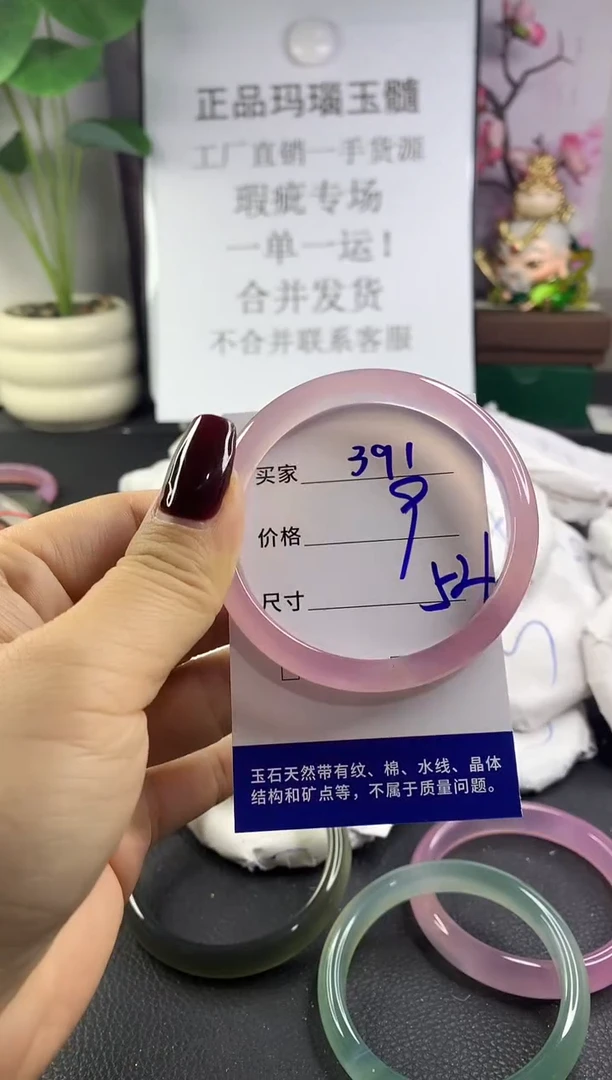 正品玛瑙玉髓
工厂直销一手货源
瑕疵专场
一单一运！
合并发货
不合并联系客服
买家 391
价格 9
尺寸 54
玉石天然带有纹、棉、水线、晶体
结构和矿点等，不属于质量问题。